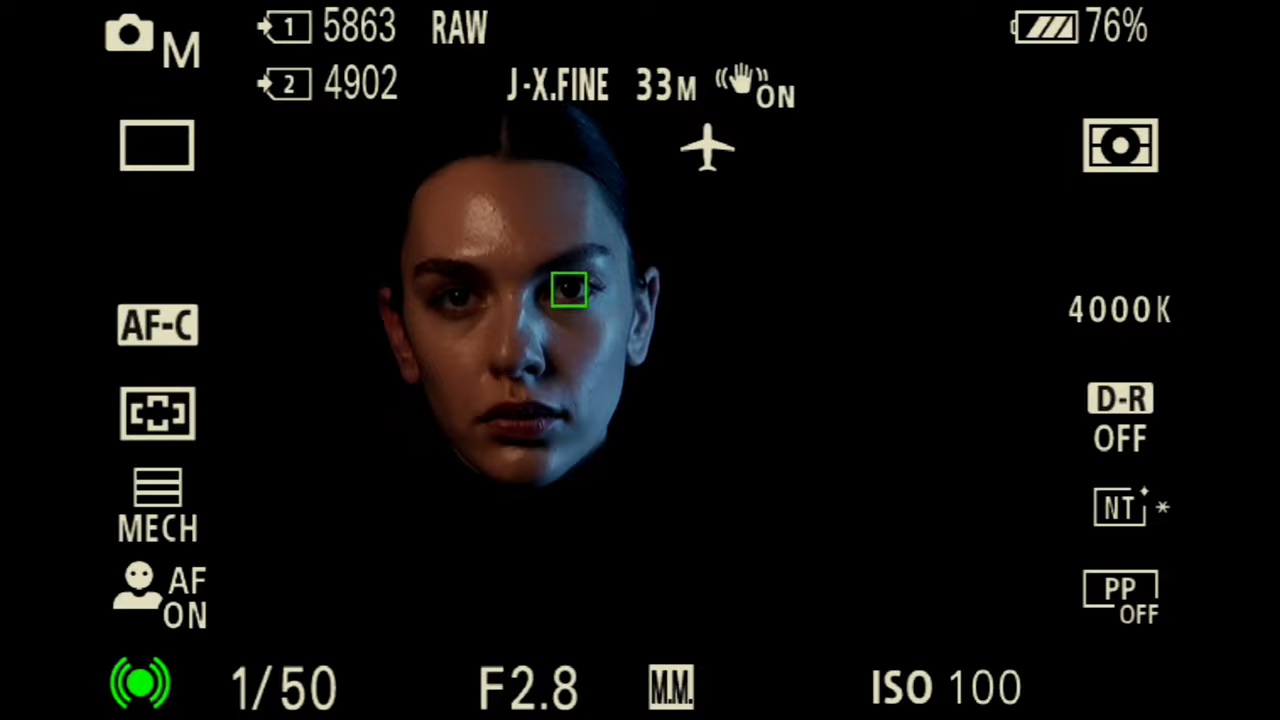 M 1 5863 RAW 76%
2 4902 J-X.FINE 33M ON
AF-C 4000K
D-R
OFF
NT *
MECH
AF
ON
PP
OFF
1/50 F2.8 M.M. ISO 100